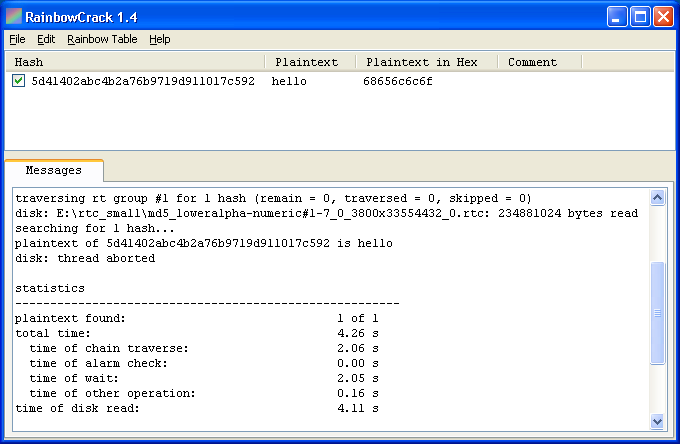 RainbowCrack 1.4
File Edit Rainbow Table Help
Hash Plaintext Plaintext in Hex Comment
5d41402abc4b2a76b9719d911017c592 hello 68656c6c6f
Messages
traversing rt group #1 for 1 hash (remain = 0, traversed = 0, skipped = 0)
disk: E:\rtc_small\md5_loweralpha-numeric#1-7_0_3800x33554432_0.rtc: 234881024 bytes read
searching for 1 hash...
plaintext of 5d41402abc4b2a76b9719d911017c592 is hello
disk: thread aborted
statistics
-------------------------------------------------------
plaintext found: 1 of 1
total time: 4.26 s
time of chain traverse: 2.06 s
time of alarm check: 0.00 s
time of wait: 2.05 s
time of other operation: 0.16 s
time of disk read: 4.11 s